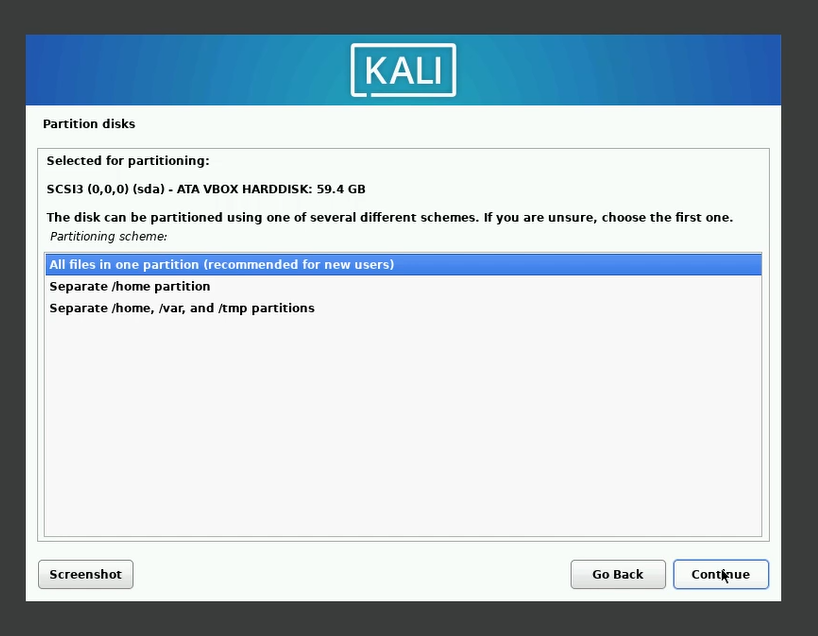 KALI
Partition disks
Selected for partitioning:
SCSI3 (0,0,0) (sda) - ATA VBOX HARDDISK: 59.4 GB
The disk can be partitioned using one of several different schemes. If you are unsure, choose the first one.
Partitioning scheme:
All files in one partition (recommended for new users)
Separate /home partition
Separate /home, /var, and /tmp partitions
Screenshot
Go Back
Continue